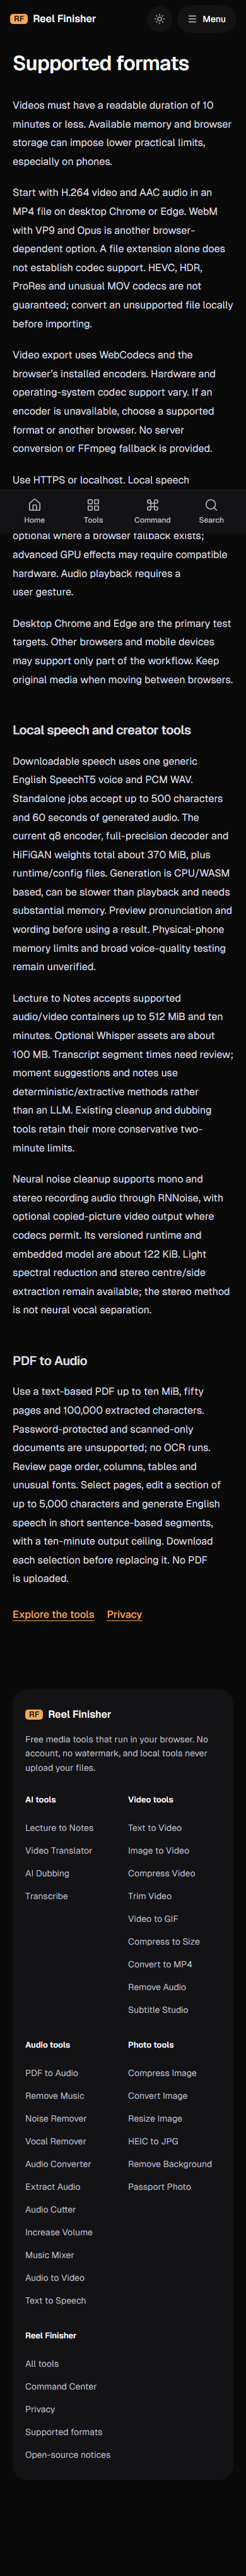 RF Reel Finisher
Menu
Supported formats
Videos must have a readable duration of 10
minutes or less. Available memory and browser
storage can impose lower practical limits,
especially on phones.
Start with H.264 video and AAC audio in an
MP4 file on desktop Chrome or Edge. WebM
with VP9 and Opus is another browser-
dependent option. A file extension alone does
not establish codec support. HEVC, HDR,
ProRes and unusual MOV codecs are not
guaranteed; convert an unsupported file locally
before importing.
Video export uses WebCodecs and the
browser's installed encoders. Hardware and
operating-system codec support vary. If an
encoder is unavailable, choose a supported
format or another browser. No server
conversion or FFmpeg fallback is provided.
Use HTTPS or localhost. Local speech
Home
Tools
Command
Search
optional where a browser fallback exists;
advanced GPU effects may require compatible
hardware. Audio playback requires a
user gesture.
Desktop Chrome and Edge are the primary test
targets. Other browsers and mobile devices
may support only part of the workflow. Keep
original media when moving between browsers.
Local speech and creator tools
Downloadable speech uses one generic
English SpeechT5 voice and PCM WAV.
Standalone jobs accept up to 500 characters
and 60 seconds of generated audio. The
current q8 encoder, full-precision decoder and
HiFiGAN weights total about 370 MiB, plus
runtime/config files. Generation is CPU/WASM
based, can be slower than playback and needs
substantial memory. Preview pronunciation and
wording before using a result. Physical-phone
memory limits and broad voice-quality testing
remain unverified.
Lecture to Notes accepts supported
audio/video containers up to 512 MiB and ten
minutes. Optional Whisper assets are about
100 MB. Transcript segment times need review;
moment suggestions and notes use
deterministic/extractive methods rather
than an LLM. Existing cleanup and dubbing
tools retain their more conservative two-
minute limits.
Neural noise cleanup supports mono and
stereo recording audio through RNNoise, with
optional copied-picture video output where
codecs permit. Its versioned runtime and
embedded model are about 122 KiB. Light
spectral reduction and stereo centre/side
extraction remain available; the stereo method
is not neural vocal separation.
PDF to Audio
Use a text-based PDF up to ten MiB, fifty
pages and 100,000 extracted characters.
Password-protected and scanned-only
documents are unsupported; no OCR runs.
Review page order, columns, tables and
unusual fonts. Select pages, edit a section of
up to 5,000 characters and generate English
speech in short sentence-based segments,
with a ten-minute output ceiling. Download
each selection before replacing it. No PDF
is uploaded.
Explore the tools
Privacy
RF Reel Finisher
Free media tools that run in your browser. No
account, no watermark, and local tools never
upload your files.
AI tools
Lecture to Notes
Video Translator
AI Dubbing
Transcribe
Video tools
Text to Video
Image to Video
Compress Video
Trim Video
Video to GIF
Compress to Size
Convert to MP4
Remove Audio
Subtitle Studio
Audio tools
PDF to Audio
Remove Music
Noise Remover
Vocal Remover
Audio Converter
Extract Audio
Audio Cutter
Increase Volume
Music Mixer
Audio to Video
Text to Speech
Photo tools
Compress Image
Convert Image
Resize Image
HEIC to JPG
Remove Background
Passport Photo
Reel Finisher
All tools
Command Center
Privacy
Supported formats
Open-source notices